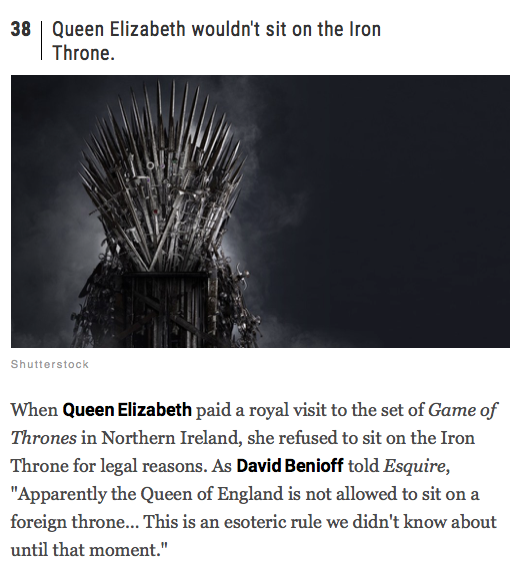 38 Queen Elizabeth wouldn't sit on the Iron
Throne.
Shutterstock
When Queen Elizabeth paid a royal visit to the set of Game of
Thrones in Northern Ireland, she refused to sit on the Iron
Throne for legal reasons. As David Benioff told Esquire,
"Apparently the Queen of England is not allowed to sit on a
foreign throne... This is an esoteric rule we didn't know about
until that moment."